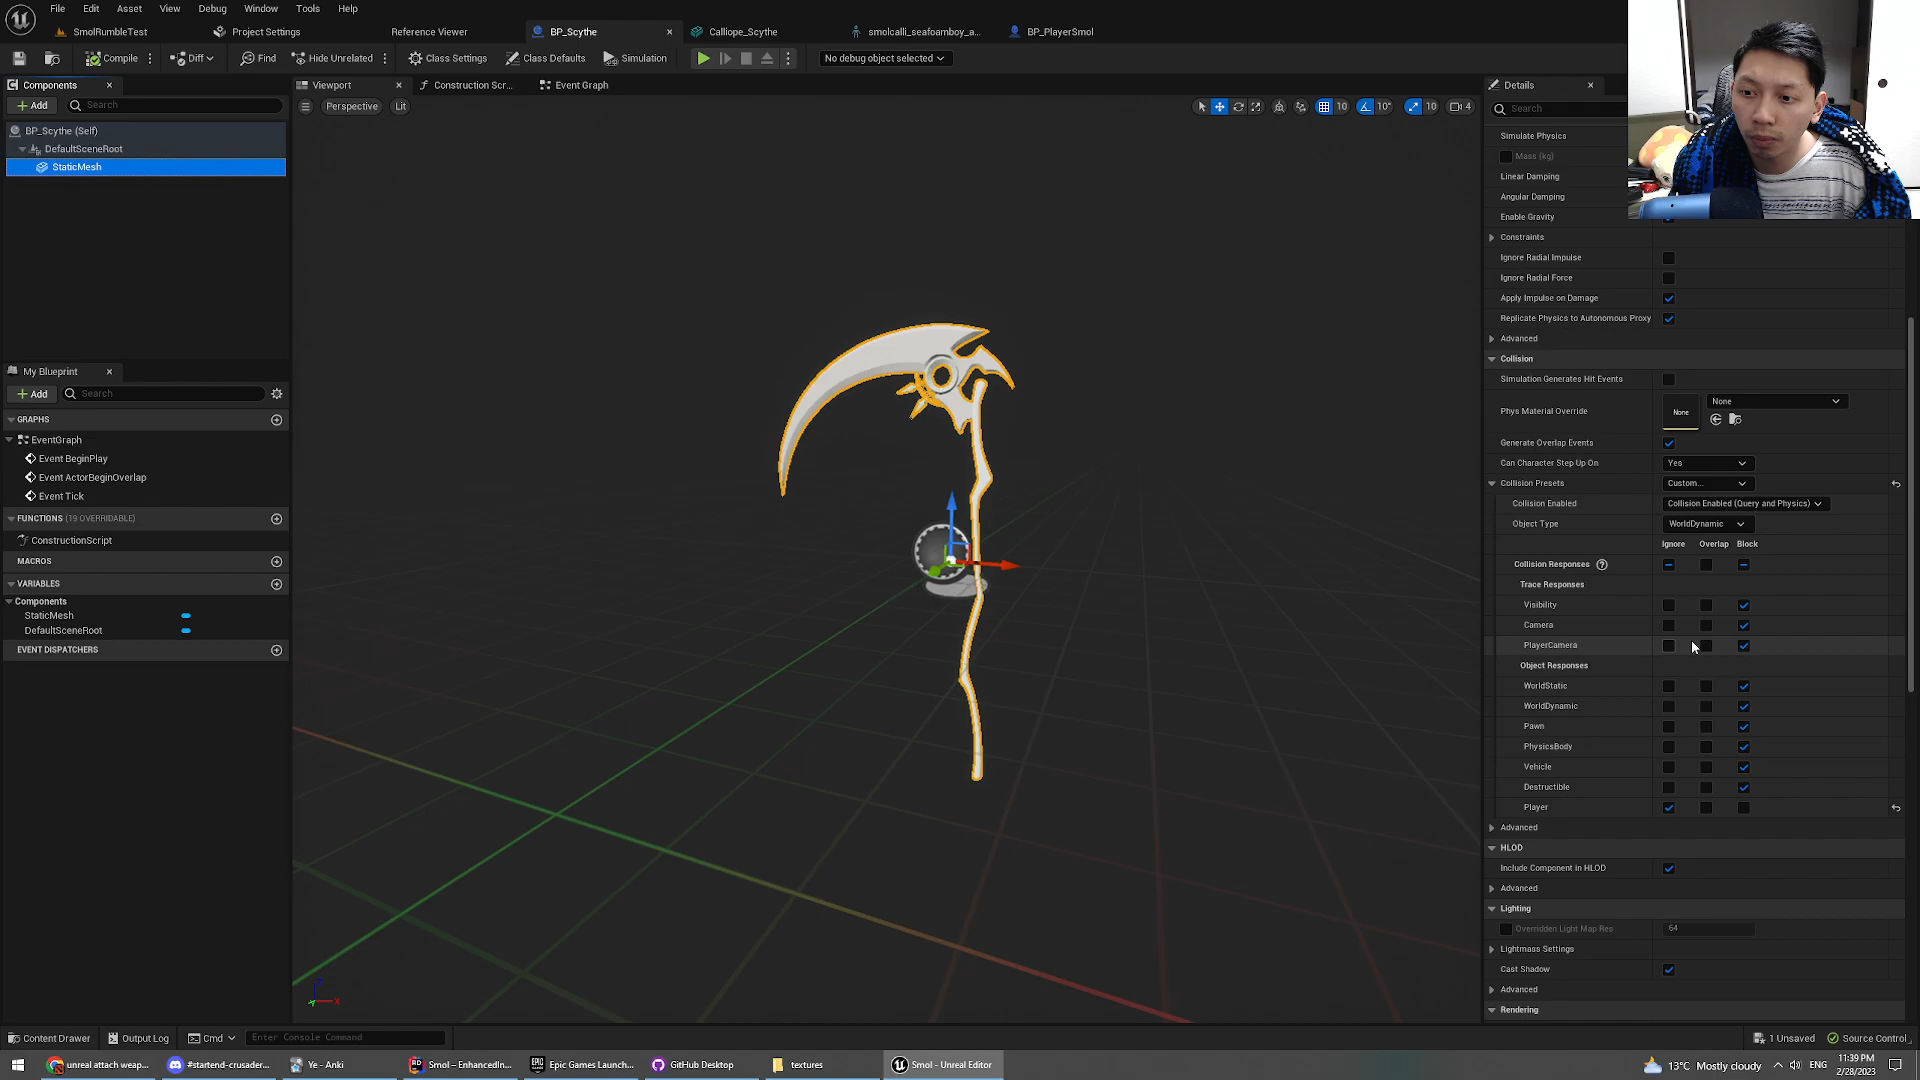 File Edit Asset View Debug Window Tools Help
SmolRumbleTest Project Settings Reference Viewer BP_Scythe Calliope_Scythe smolcalli_seafoamboy_a... BP_PlayerSmol
Compile Diff Find Hide Unrelated Class Settings Class Defaults Simulation No debug object selected
Components Viewport Construction Scr... Event Graph Details
Add Search Perspective Lit 10 10° 10 4 Search
BP_Scythe (Self)
DefaultSceneRoot
StaticMesh
My Blueprint
Add Search
GRAPHS
EventGraph
Event BeginPlay
Event ActorBeginOverlap
Event Tick
FUNCTIONS (19 OVERRIDABLE)
ConstructionScript
MACROS
VARIABLES
Components
StaticMesh
DefaultSceneRoot
EVENT DISPATCHERS
Simulate Physics
Mass (kg)
Linear Damping
Angular Damping
Enable Gravity
Constraints
Ignore Radial Impulse
Ignore Radial Force
Apply Impulse on Damage
Replicate Physics to Autonomous Proxy
Advanced
Collision
Simulation Generates Hit Events
Phys Material Override None None
Generate Overlap Events
Can Character Step Up On Yes
Collision Presets Custom...
Collision Enabled Collision Enabled (Query and Physics)
Object Type WorldDynamic
Ignore Overlap Block
Collision Responses
Trace Responses
Visibility
Camera
PlayerCamera
Object Responses
WorldStatic
WorldDynamic
Pawn
PhysicsBody
Vehicle
Destructible
Player
Advanced
HLOD
Include Component in HLOD
Advanced
Lighting
Overridden Light Map Res 64
Lightmass Settings
Cast Shadow
Advanced
Rendering
Content Drawer Output Log Cmd Enter Console Command 1 Unsaved Source Control
unreal attach weap... #startend-crusader... Ye - Anki Smol – EnhancedIn... Epic Games Launch... GitHub Desktop textures Smol - Unreal Editor 13°C Mostly cloudy ENG 11:39 PM
2/28/2023